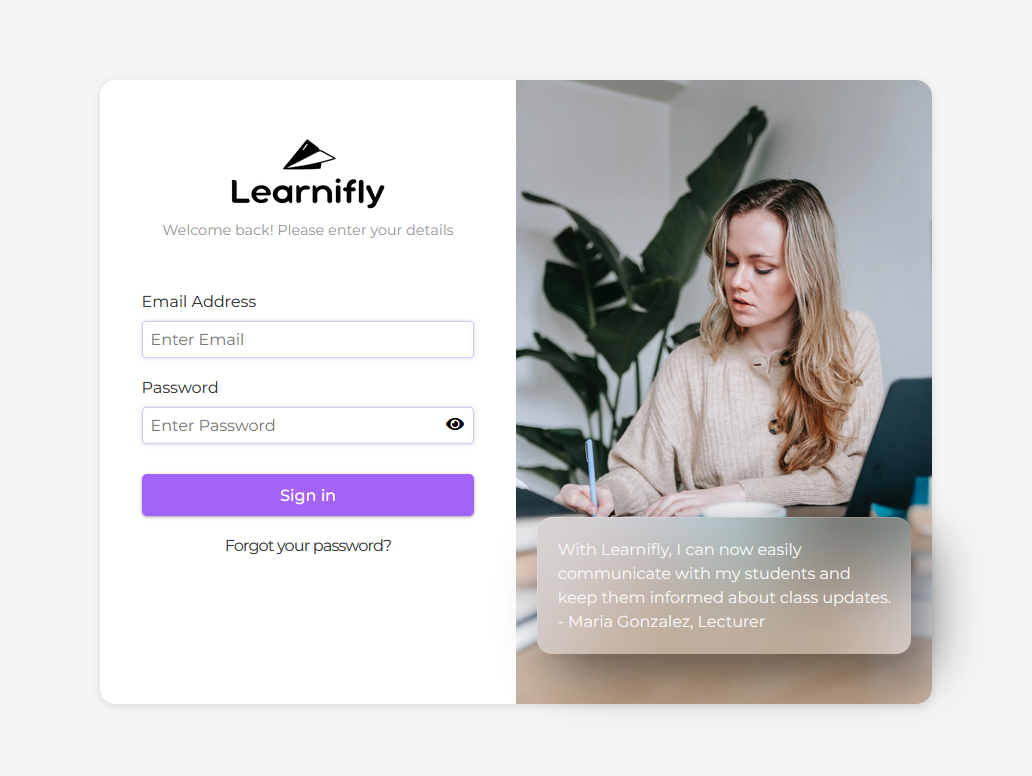 Learnifly
Welcome back! Please enter your details
Email Address
Enter Email
Password
Enter Password
Sign in
Forgot your password?
With Learnifly, I can now easily
communicate with my students and
keep them informed about class updates.
- Maria Gonzalez, Lecturer